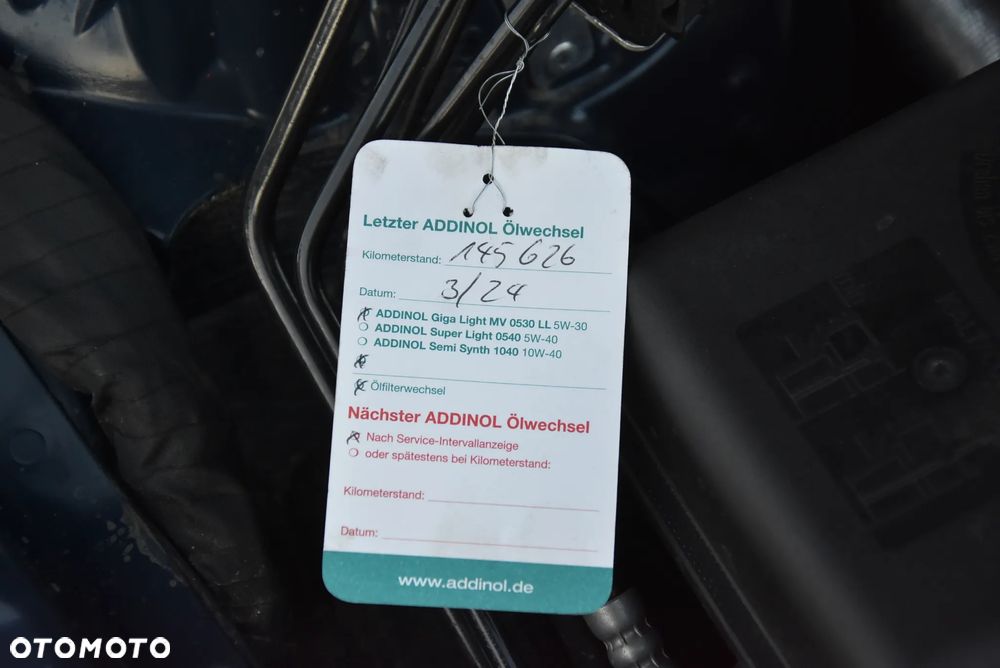 Letzter ADDINOL Ölwechsel
Kilometerstand: 145 626
Datum: 3/24
ADDINOL Giga Light MV 0530 LL 5W-30
ADDINOL Super Light 0540 5W-40
ADDINOL Semi Synth 1040 10W-40
Ölfilterwechsel
Nächster ADDINOL Ölwechsel
Nach Service-Intervallanzeige
oder spätestens bei Kilometerstand:
Kilometerstand:
Datum:
www.addinol.de
OTOMOTO